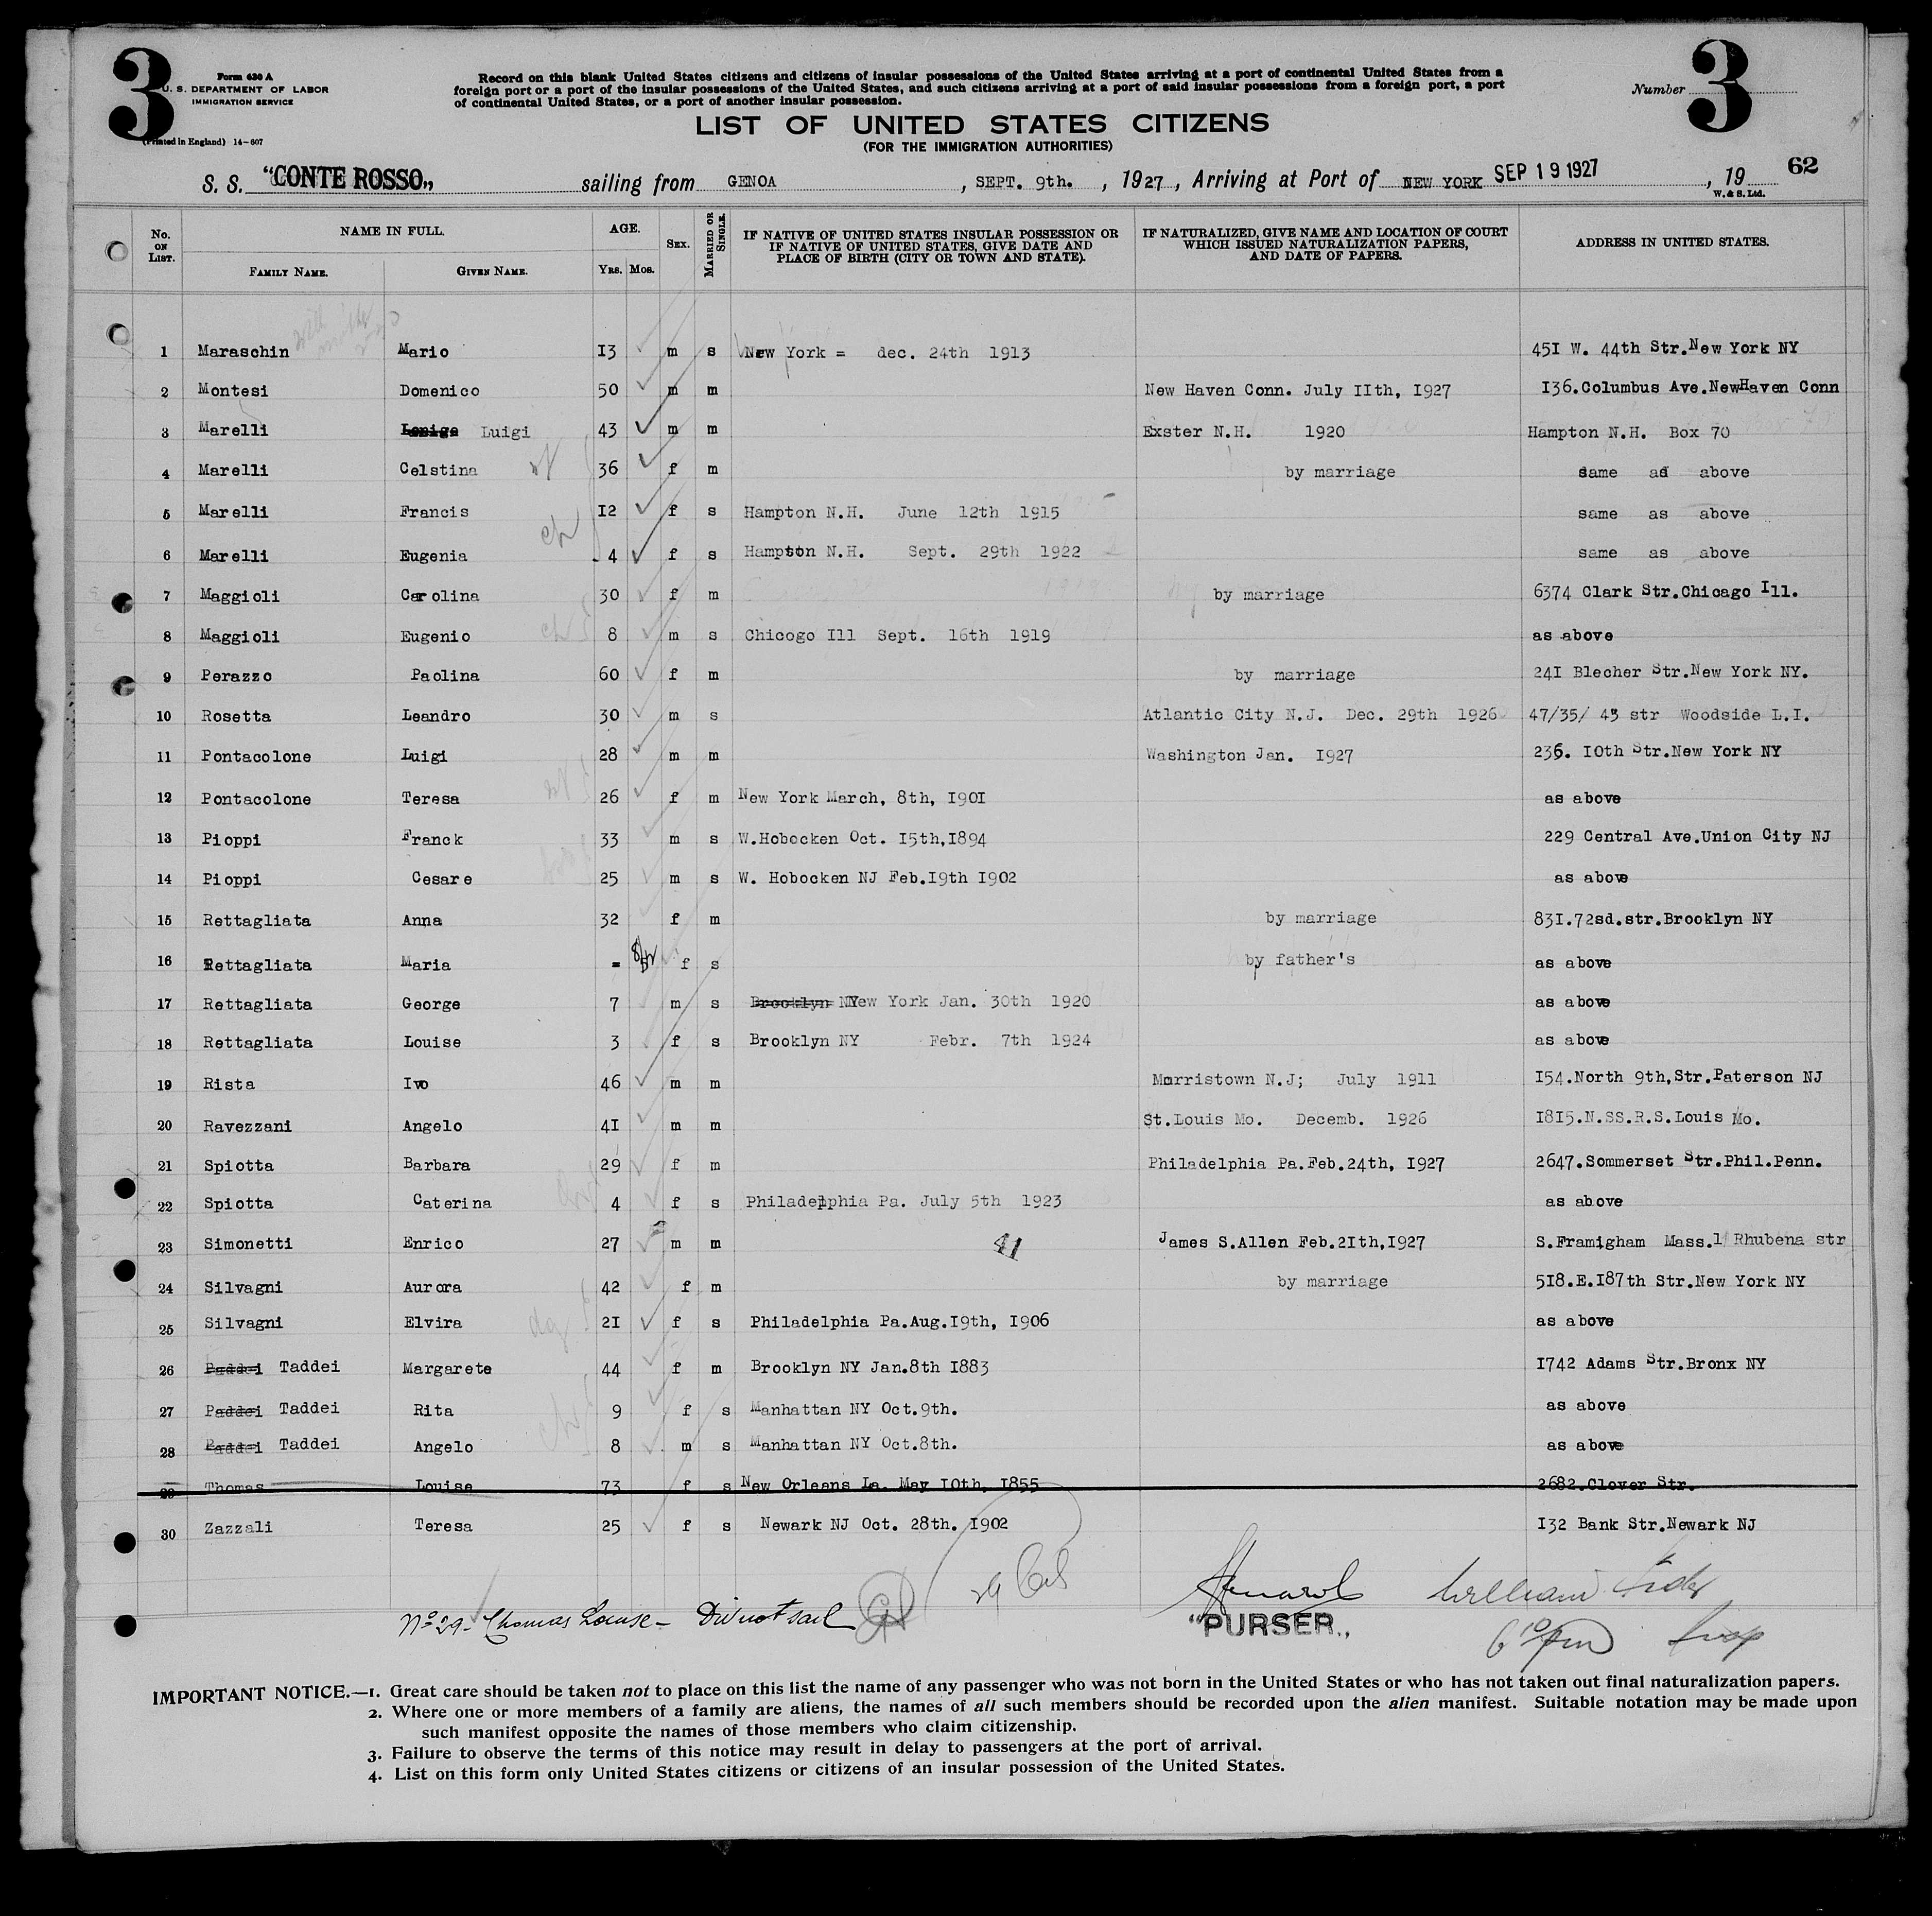 3
Form 630 A
U. S. DEPARTMENT OF LABOR
IMMIGRATION SERVICE
(Printed in England) 14-607
Record on this blank United States citizens and citizens of insular possessions of the United States arriving at a port of continental United States from a
foreign port or a port of the insular possessions of the United States, and such citizens arriving at a port of said insular possessions from a foreign port, a port
of continental United States, or a port of another insular possession.
Number 3
LIST OF UNITED STATES CITIZENS
(FOR THE IMMIGRATION AUTHORITIES)
S. S. "CONTE ROSSO,, sailing from GENOA, SEPT. 9th., 1927, Arriving at Port of NEW YORK SEP 19 1927, 19 62
W. & S. Ltd.
No. ON LIST. NAME IN FULL. AGE. SEX. MARRIED OR SINGLE. IF NATIVE OF UNITED STATES INSULAR POSSESSION OR IF NATIVE OF UNITED STATES, GIVE DATE AND PLACE OF BIRTH (CITY OR TOWN AND STATE). IF NATURALIZED, GIVE NAME AND LOCATION OF COURT WHICH ISSUED NATURALIZATION PAPERS, AND DATE OF PAPERS. ADDRESS IN UNITED STATES.
FAMILY NAME. GIVEN NAME. YRS. MOS.
with mother
1 Maraschin Mario 13 m s New York = dec. 24th 1913 451 W. 44th Str.New York NY
2 Montesi Domenico 50 m m New Haven Conn. July IIth, 1927 136.Columbus Ave.NewHaven Conn
3 Marelli Luigi 43 m m Exster N.H. 1920 Hampton N.H. Box 70
4 Marelli Celstina wf 36 f m by marriage same as above
5 Marelli Francis 12 f s Hampton N.H. June 12th 1915 same as above
ch
6 Marelli Eugenia 4 f s Hampton N.H. Sept. 29th 1922 same as above
7 Maggioli Carolina 30 f m by marriage 6374 Clark Str.Chicago Ill.
8 Maggioli Eugenio ch 8 m s Chicogo Ill Sept. 16th 1919 as above
9 Perazzo Paolina 60 f m by marriage 241 Blecher Str.New York NY.
10 Rosetta Leandro 30 m s Atlantic City N.J. Dec. 29th 1926 47/35/ 43 str Woodside L.I.
11 Pontacolone Luigi 28 m m Washington Jan. 1927 236. 10th Str.New York NY
12 Pontacolone Teresa wf 26 f m New York March, 8th, 1901 as above
13 Pioppi Franck 33 m s W.Hobocken Oct. 15th,1894 229 Central Ave.Union City NJ
14 Pioppi Cesare 25 m s W. Hobocken NJ Feb.19th 1902 as above
15 Rettagliata Anna 32 f m by marriage 831.72sd.str.Brooklyn NY
16 Rettagliata Maria = f s by father's as above
17 Rettagliata George 7 m s Brooklyn NY New York Jan. 30th 1920 as above
18 Rettagliata Louise 3 f s Brooklyn NY Febr. 7th 1924 as above
19 Rista Ivo 46 m m Morristown N.J; July 1911 154.North 9th,Str.Paterson NJ
20 Ravezzani Angelo 41 m m St.Louis Mo. Decemb. 1926 1815.N.SS.R.S.Louis Mo.
21 Spiotta Barbara 29 f m Philadelphia Pa.Feb.24th, 1927 2647.Sommerset Str.Phil.Penn.
22 Spiotta Caterina 4 f s Philadelphia Pa. July 5th 1923 as above
23 Simonetti Enrico 27 m m 41 James S.Allen Feb.21th,1927 S.Framigham Mass.1 Rhubena str
24 Silvagni Aurora 42 f m by marriage 518.E.187th Str.New York NY
25 Silvagni Elvira 21 f s Philadelphia Pa.Aug.19th, 1906 as above
26 Paddei Taddei Margarete 44 f m Brooklyn NY Jan.8th 1883 1742 Adams Str.Bronx NY
27 Paddei Taddei Rita 9 f s Manhattan NY Oct.9th. as above
28 Paddei Taddei Angelo 8 m s Manhattan NY Oct.8th. as above
29 Thomas Louise 73 f s New Orleans La. May 10th, 1855 2682.Clover Str.
30 Zazzali Teresa 25 f s Newark NJ Oct. 28th. 1902 132 Bank Str.Newark NJ
No 29- Thomas Louise - Did not sail
"PURSER.,
IMPORTANT NOTICE.—1. Great care should be taken not to place on this list the name of any passenger who was not born in the United States or who has not taken out final naturalization papers.
2. Where one or more members of a family are aliens, the names of all such members should be recorded upon the alien manifest. Suitable notation may be made upon
such manifest opposite the names of those members who claim citizenship.
3. Failure to observe the terms of this notice may result in delay to passengers at the port of arrival.
4. List on this form only United States citizens or citizens of an insular possession of the United States.